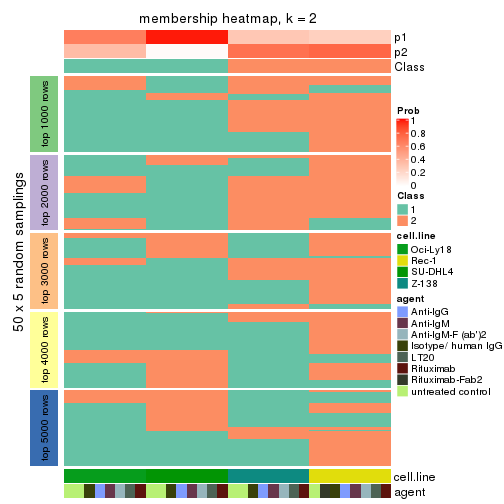 membership heatmap, k = 2
p1
p2
Class
50 x 5 random samplings
top 1000 rows
top 2000 rows
top 3000 rows
top 4000 rows
top 5000 rows
cell.line
agent
Prob
1
0.8
0.6
0.4
0.2
0
Class
1
2
cell.line
Oci-Ly18
Rec-1
SU-DHL4
Z-138
agent
Anti-IgG
Anti-IgM
Anti-IgM-F (ab')2
Isotype/ human IgG
LT20
Rituximab
Rituximab-Fab2
untreated control